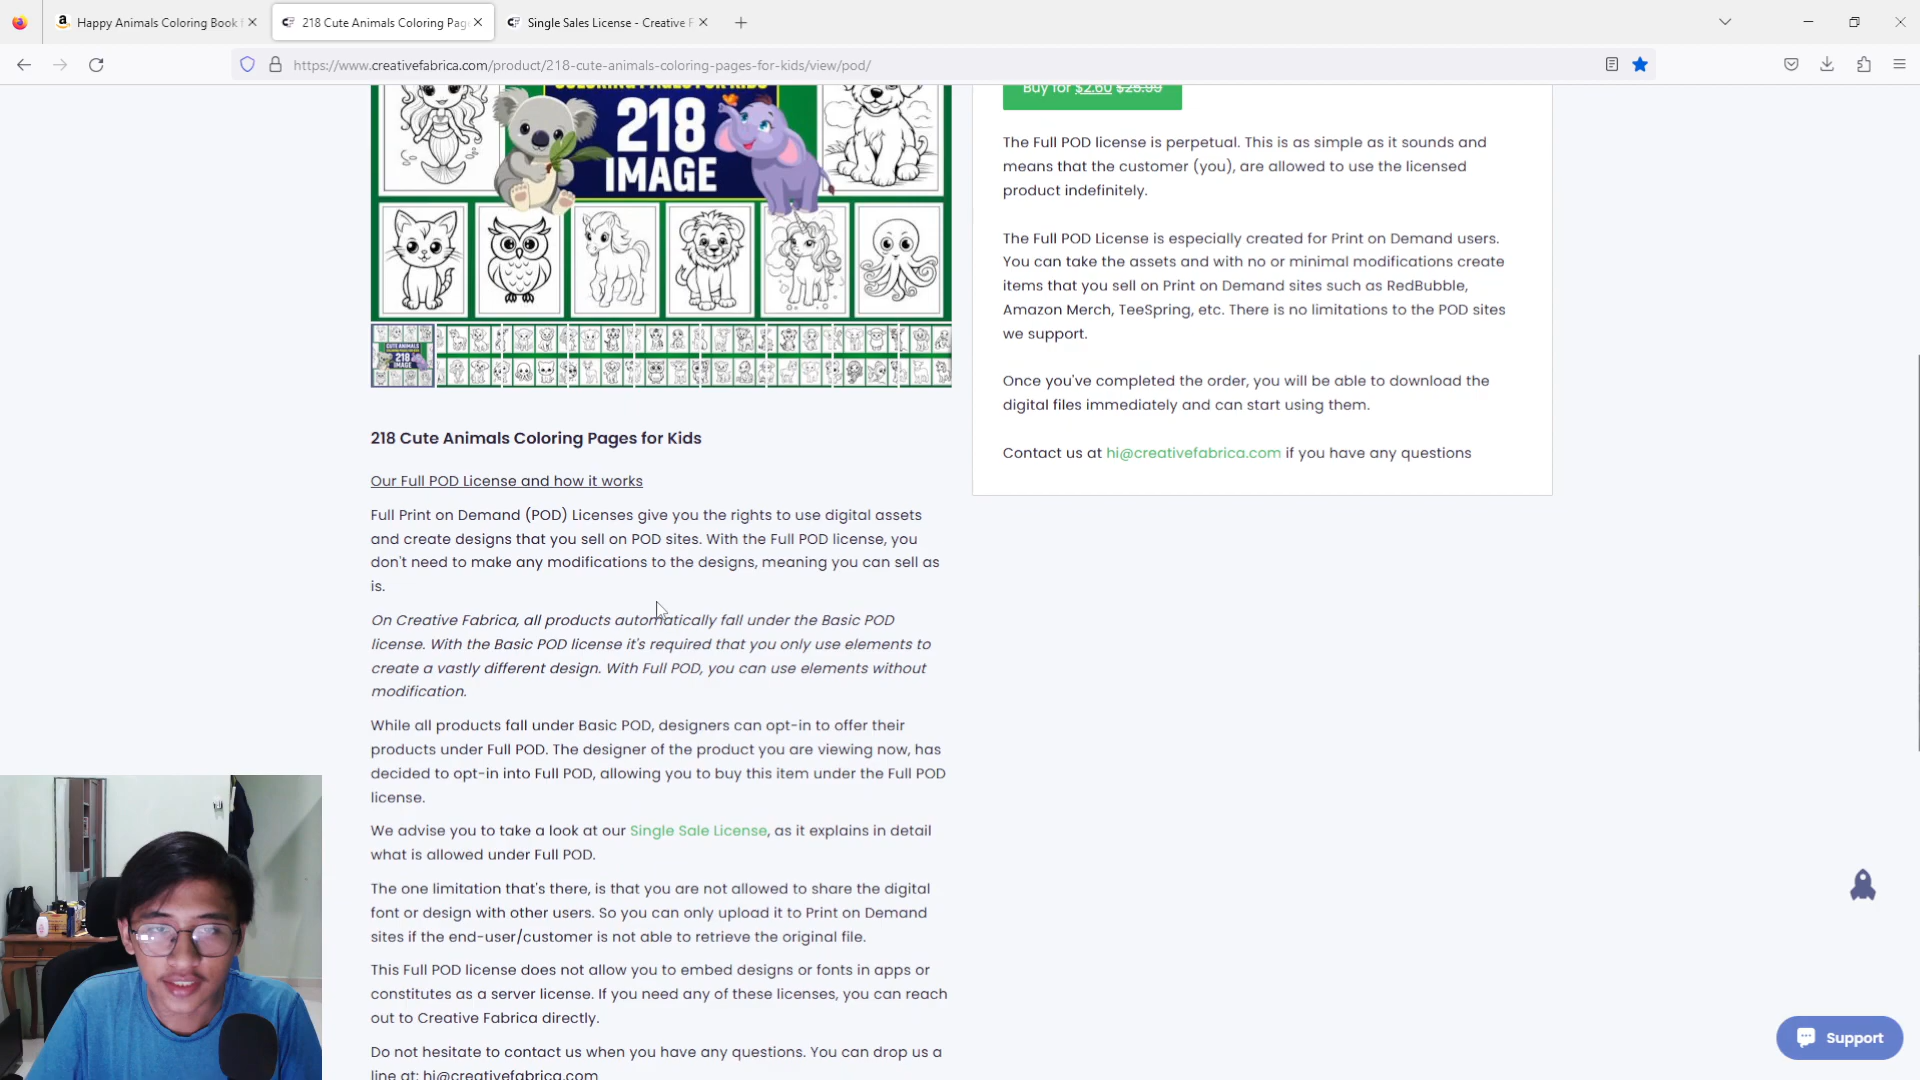 Happy Animals Coloring Book f
218 Cute Animals Coloring Pag
Single Sales License - Creative F
https://www.creativefabrica.com/product/218-cute-animals-coloring-pages-for-kids/view/pod/
COLORING PAGES FOR KIDS
218
IMAGE
218 Cute Animals Coloring Pages for Kids
Our Full POD License and how it works
Full Print on Demand (POD) Licenses give you the rights to use digital assets
and create designs that you sell on POD sites. With the Full POD license, you
don't need to make any modifications to the designs, meaning you can sell as
is.
On Creative Fabrica, all products automatically fall under the Basic POD
license. With the Basic POD license it's required that you only use elements to
create a vastly different design. With Full POD, you can use elements without
modification.
While all products fall under Basic POD, designers can opt-in to offer their
products under Full POD. The designer of the product you are viewing now, has
decided to opt-in into Full POD, allowing you to buy this item under the Full POD
license.
We advise you to take a look at our Single Sale License, as it explains in detail
what is allowed under Full POD.
The one limitation that's there, is that you are not allowed to share the digital
font or design with other users. So you can only upload it to Print on Demand
sites if the end-user/customer is not able to retrieve the original file.
This Full POD license does not allow you to embed designs or fonts in apps or
constitutes as a server license. If you need any of these licenses, you can reach
out to Creative Fabrica directly.
Do not hesitate to contact us when you have any questions. You can drop us a
line at: hi@creativefabrica.com
Buy for $2.60 $25.99
The Full POD license is perpetual. This is as simple as it sounds and
means that the customer (you), are allowed to use the licensed
product indefinitely.
The Full POD License is especially created for Print on Demand users.
You can take the assets and with no or minimal modifications create
items that you sell on Print on Demand sites such as RedBubble,
Amazon Merch, TeeSpring, etc. There is no limitations to the POD sites
we support.
Once you've completed the order, you will be able to download the
digital files immediately and can start using them.
Contact us at hi@creativefabrica.com if you have any questions
Support